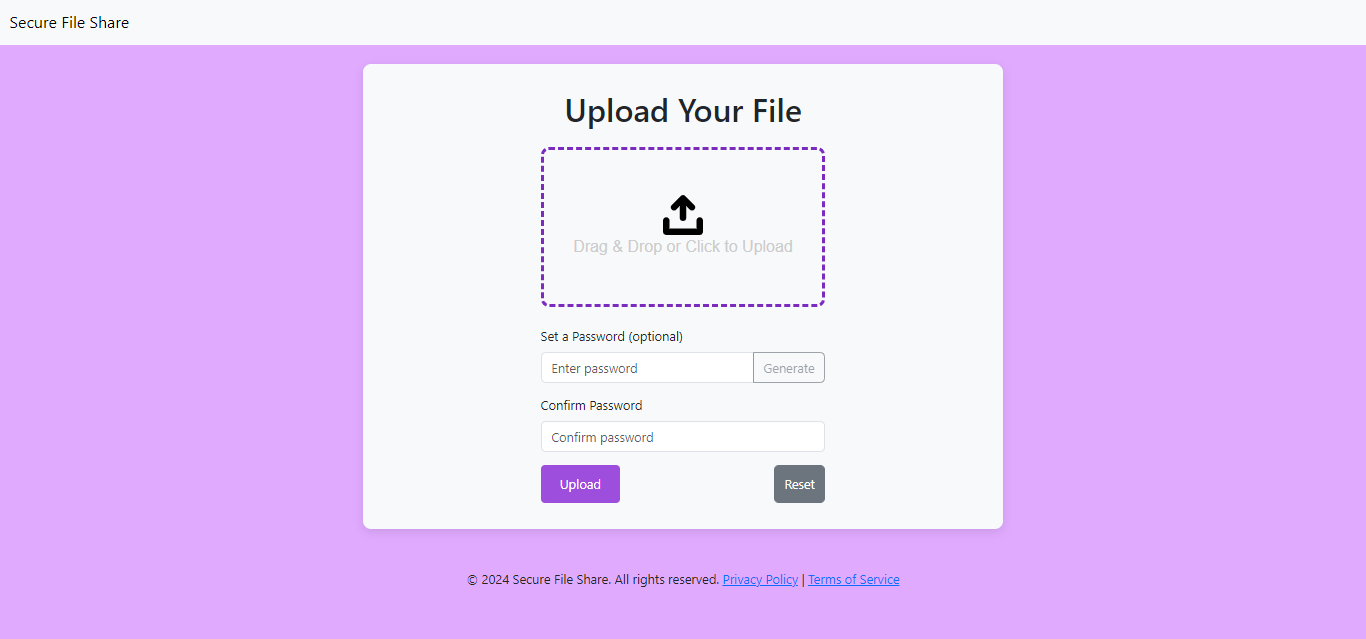 Secure File Share
Upload Your File
Drag & Drop or Click to Upload
Set a Password (optional)
Enter password Generate
Confirm Password
Confirm password
Upload Reset
© 2024 Secure File Share. All rights reserved. Privacy Policy | Terms of Service